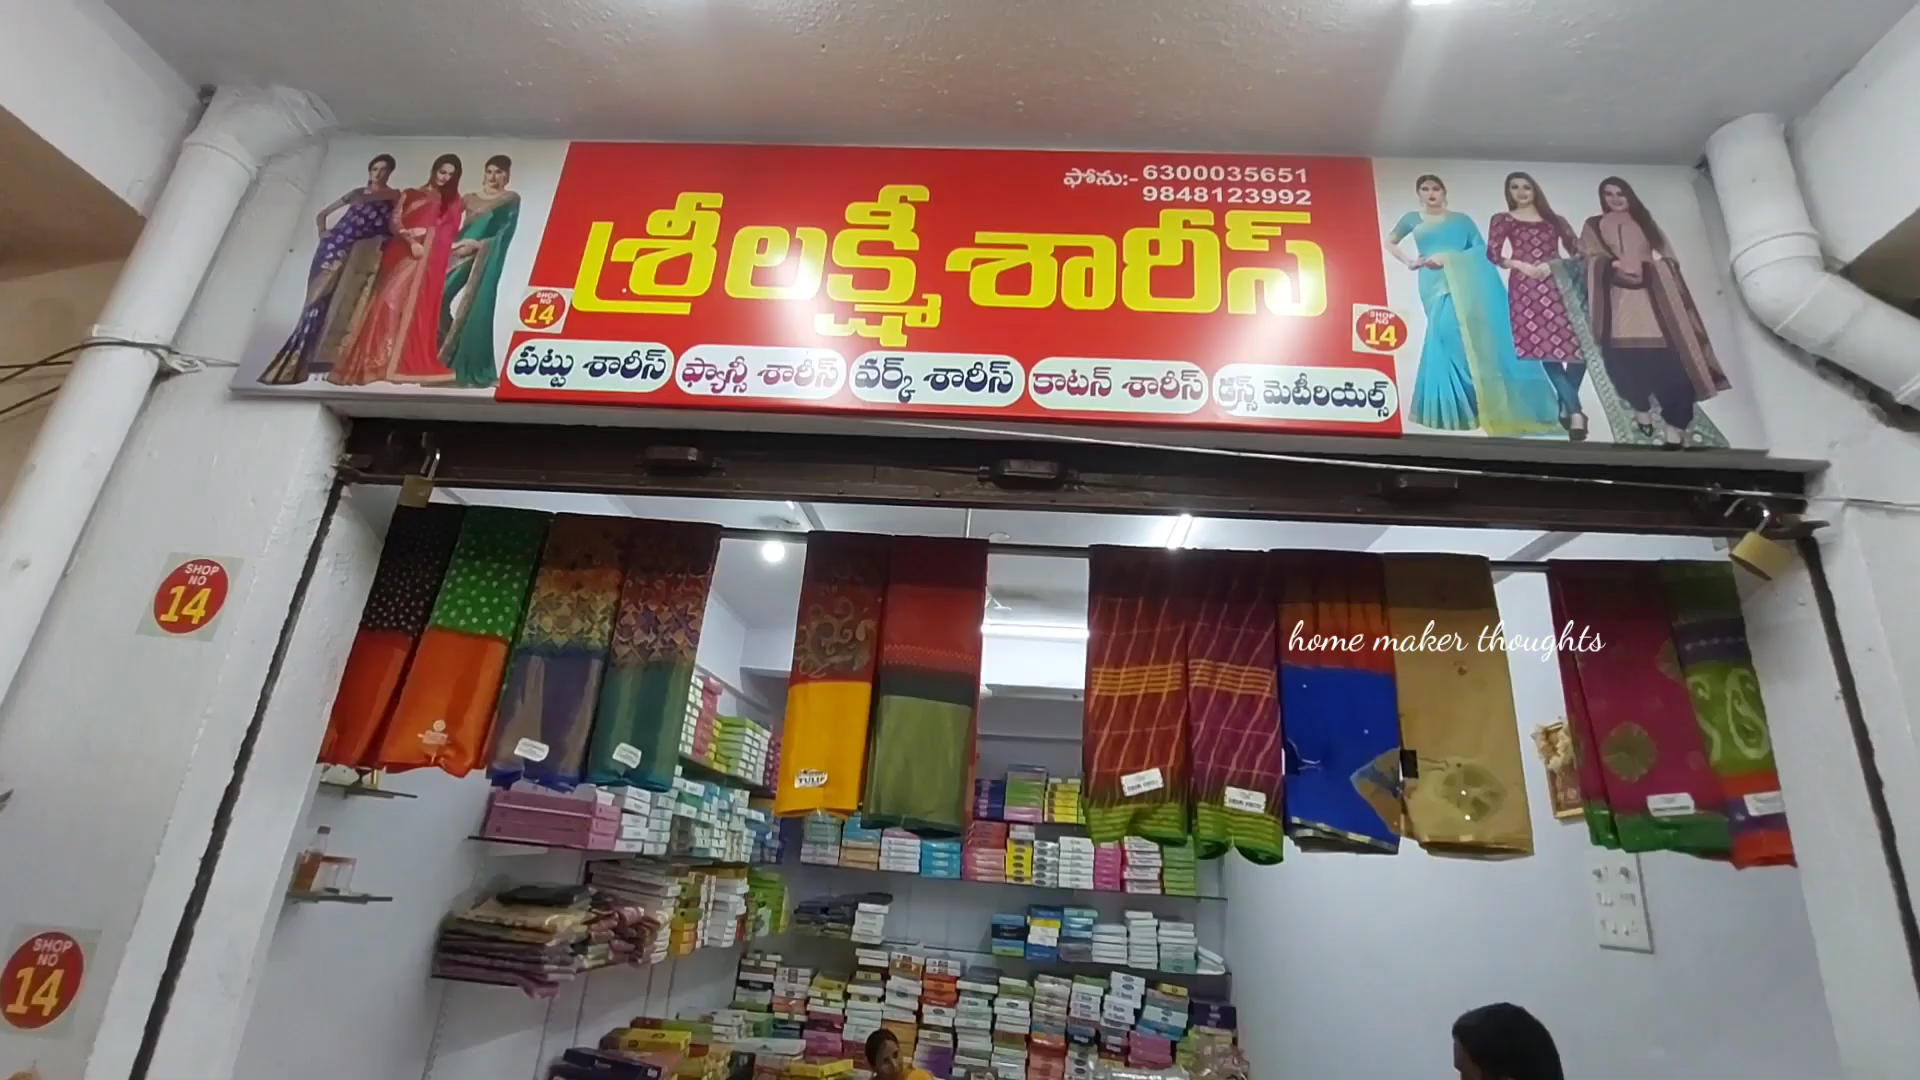 ఫోను:- 6300035651
9848123992
శ్రీలక్ష్మీ శారీస్
SHOP NO 14
SHOP NO 14
పట్టు శారీస్ ఫ్యాన్సీ శారీస్ వర్క్ శారీస్ కాటన్ శారీస్ డ్రస్స్ మెటీరియల్స్
SHOP NO 14
home maker thoughts
TULIP
SHOP NO 14